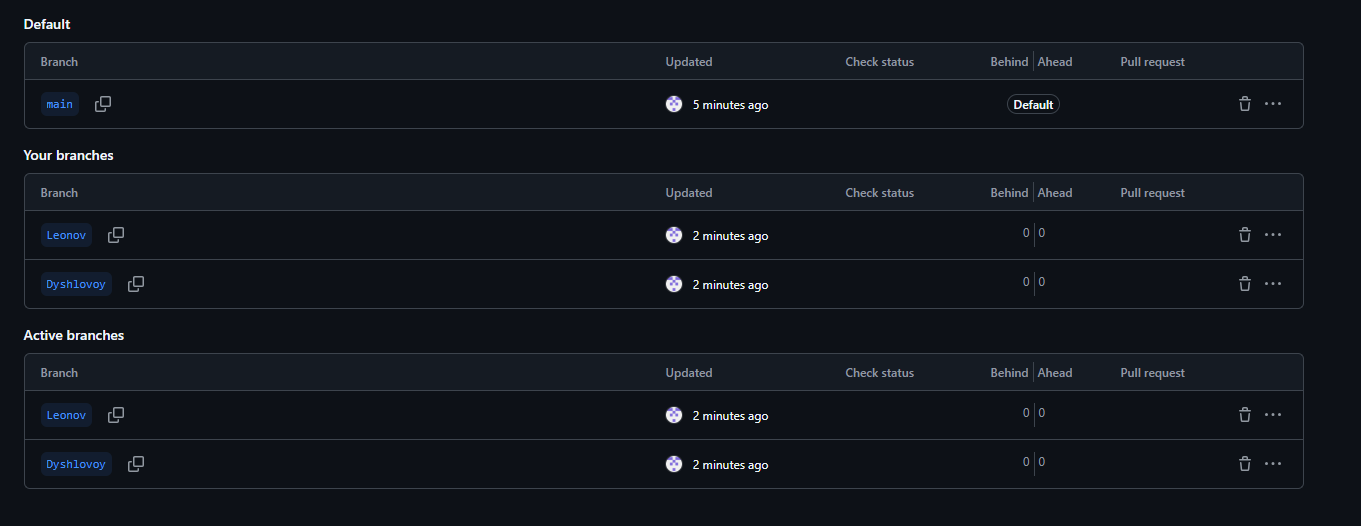 Default
Branch Updated Check status Behind Ahead Pull request
main 5 minutes ago Default
Your branches
Branch Updated Check status Behind Ahead Pull request
Leonov 2 minutes ago 0 0
Dyshlovoy 2 minutes ago 0 0
Active branches
Branch Updated Check status Behind Ahead Pull request
Leonov 2 minutes ago 0 0
Dyshlovoy 2 minutes ago 0 0